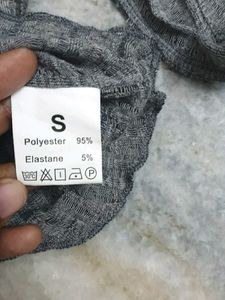 S
Polyester 95%
Elastane 5%